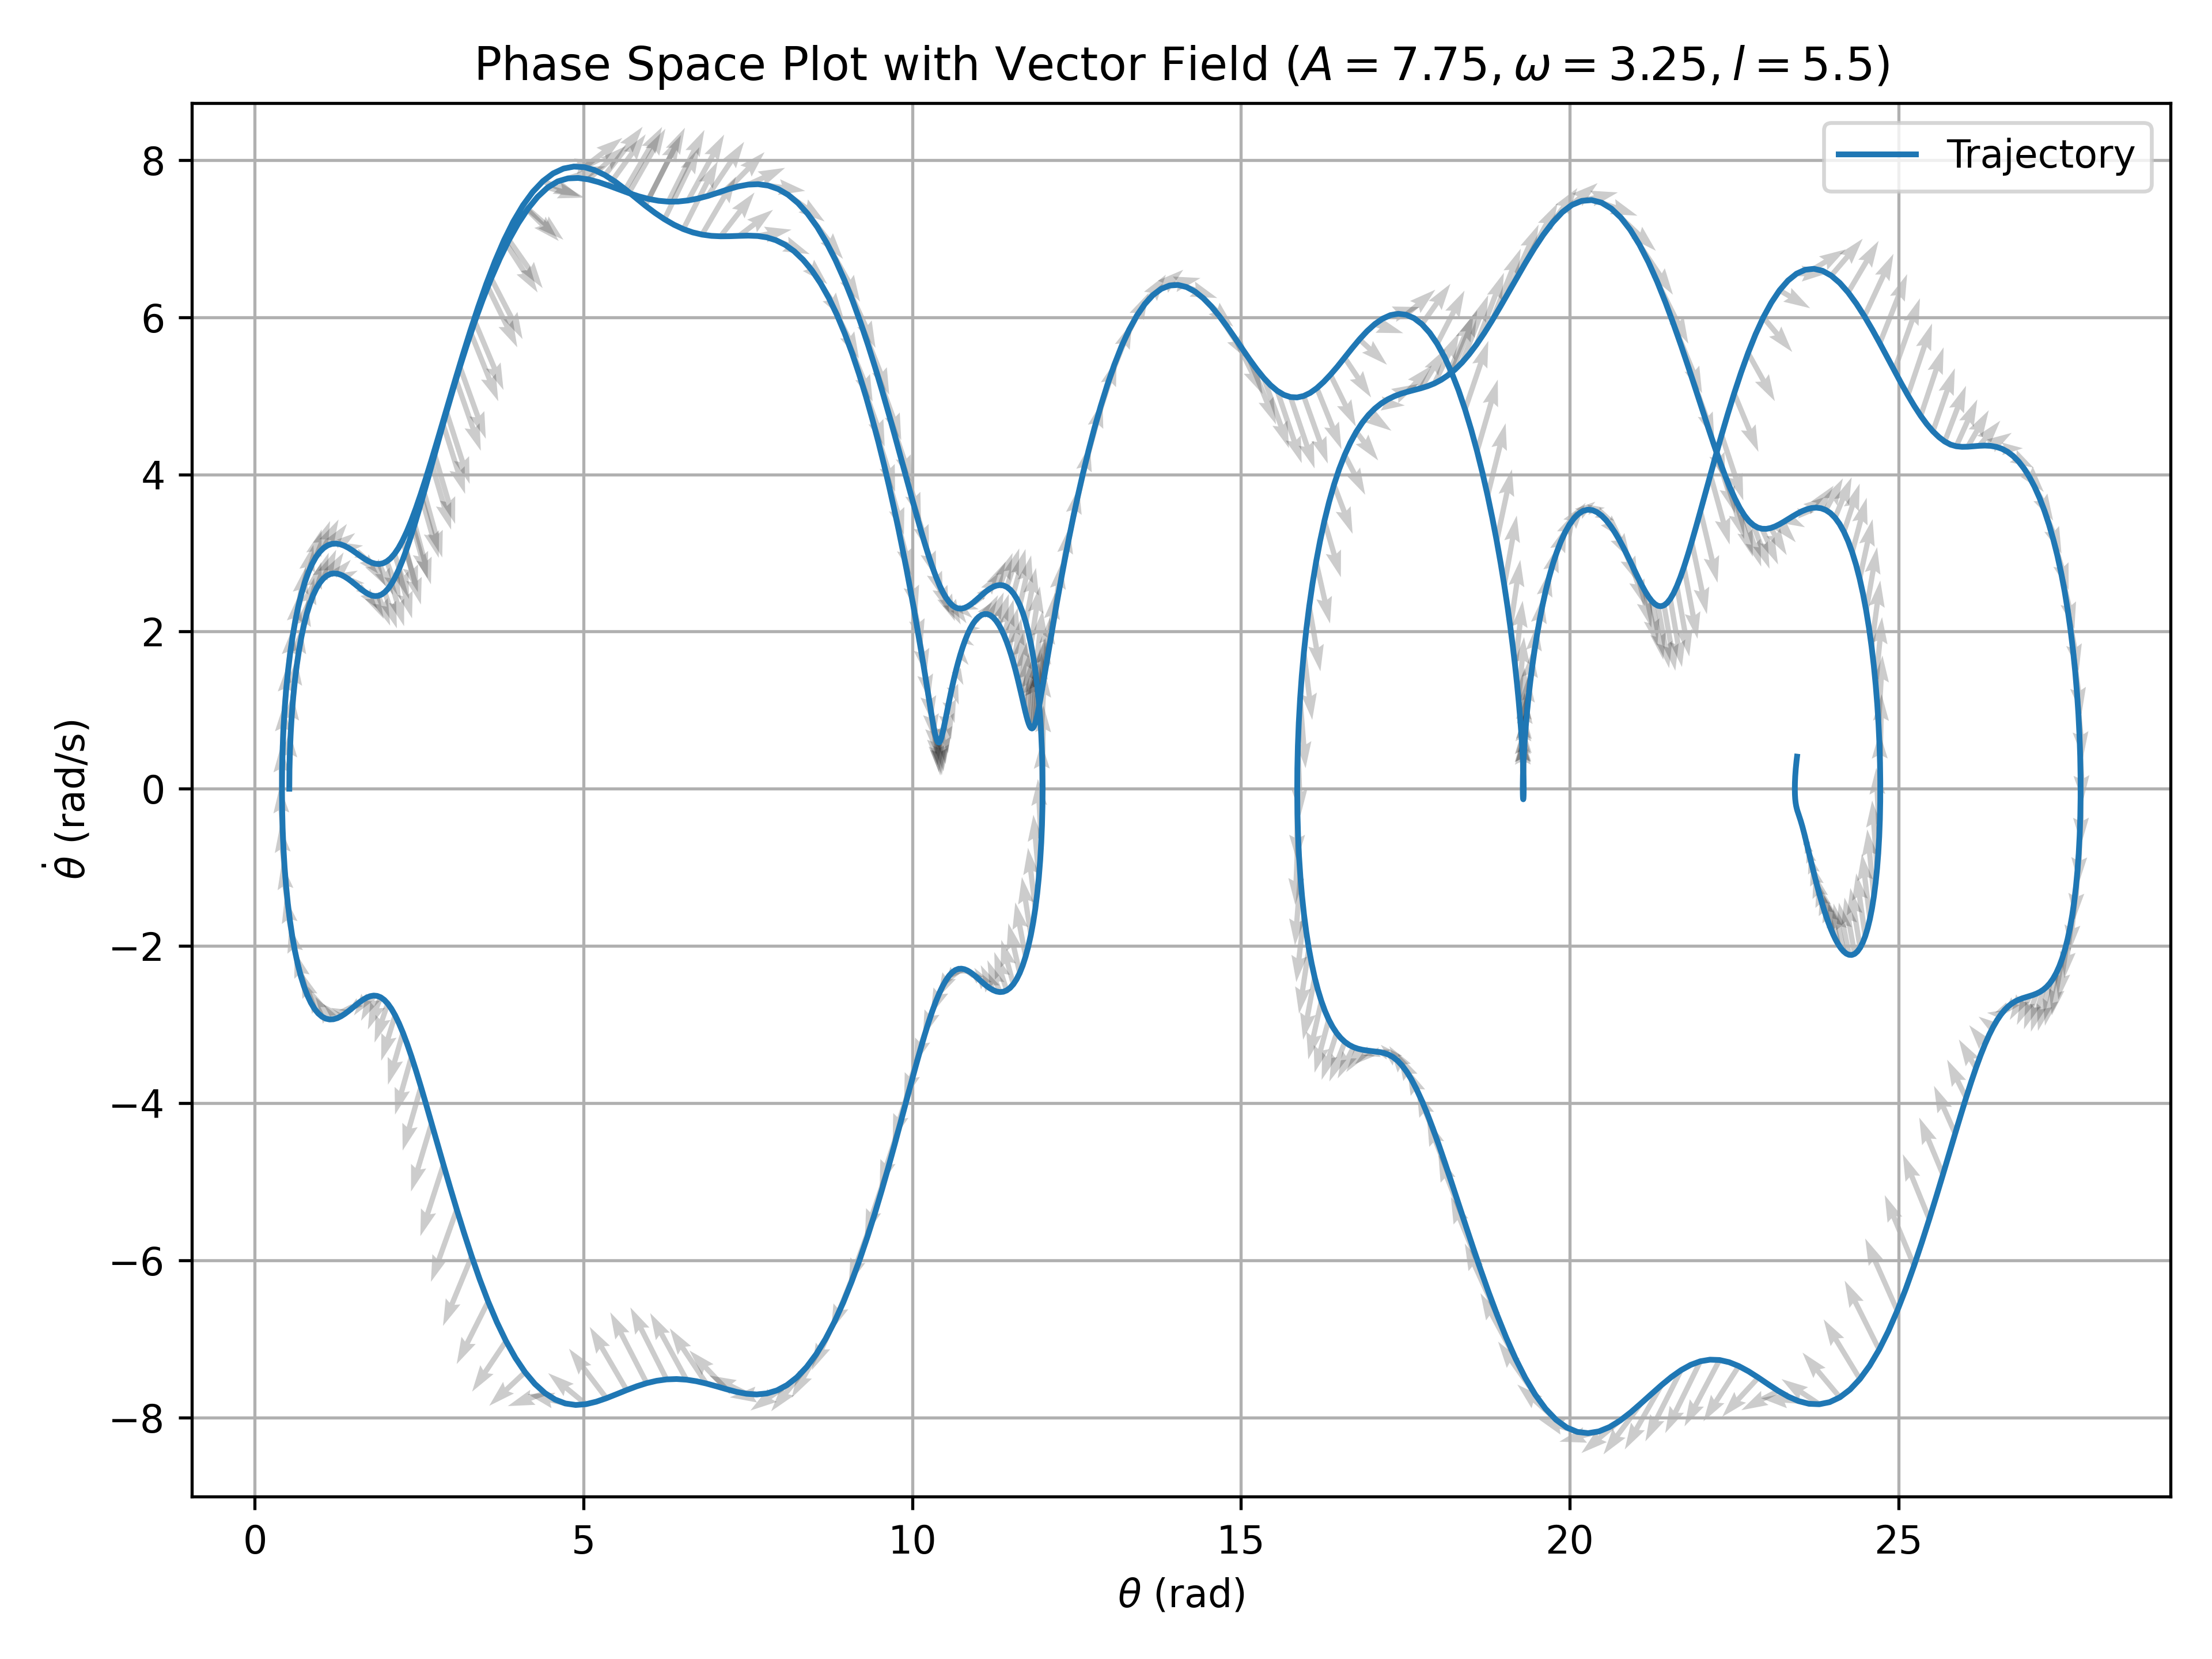 Phase Space Plot with Vector Field (A = 7.75, ω = 3.25, l = 5.5)
Trajectory
8
6
4
2
0
−2
−4
−6
−8
θ̇ (rad/s)
0 5 10 15 20 25
θ (rad)